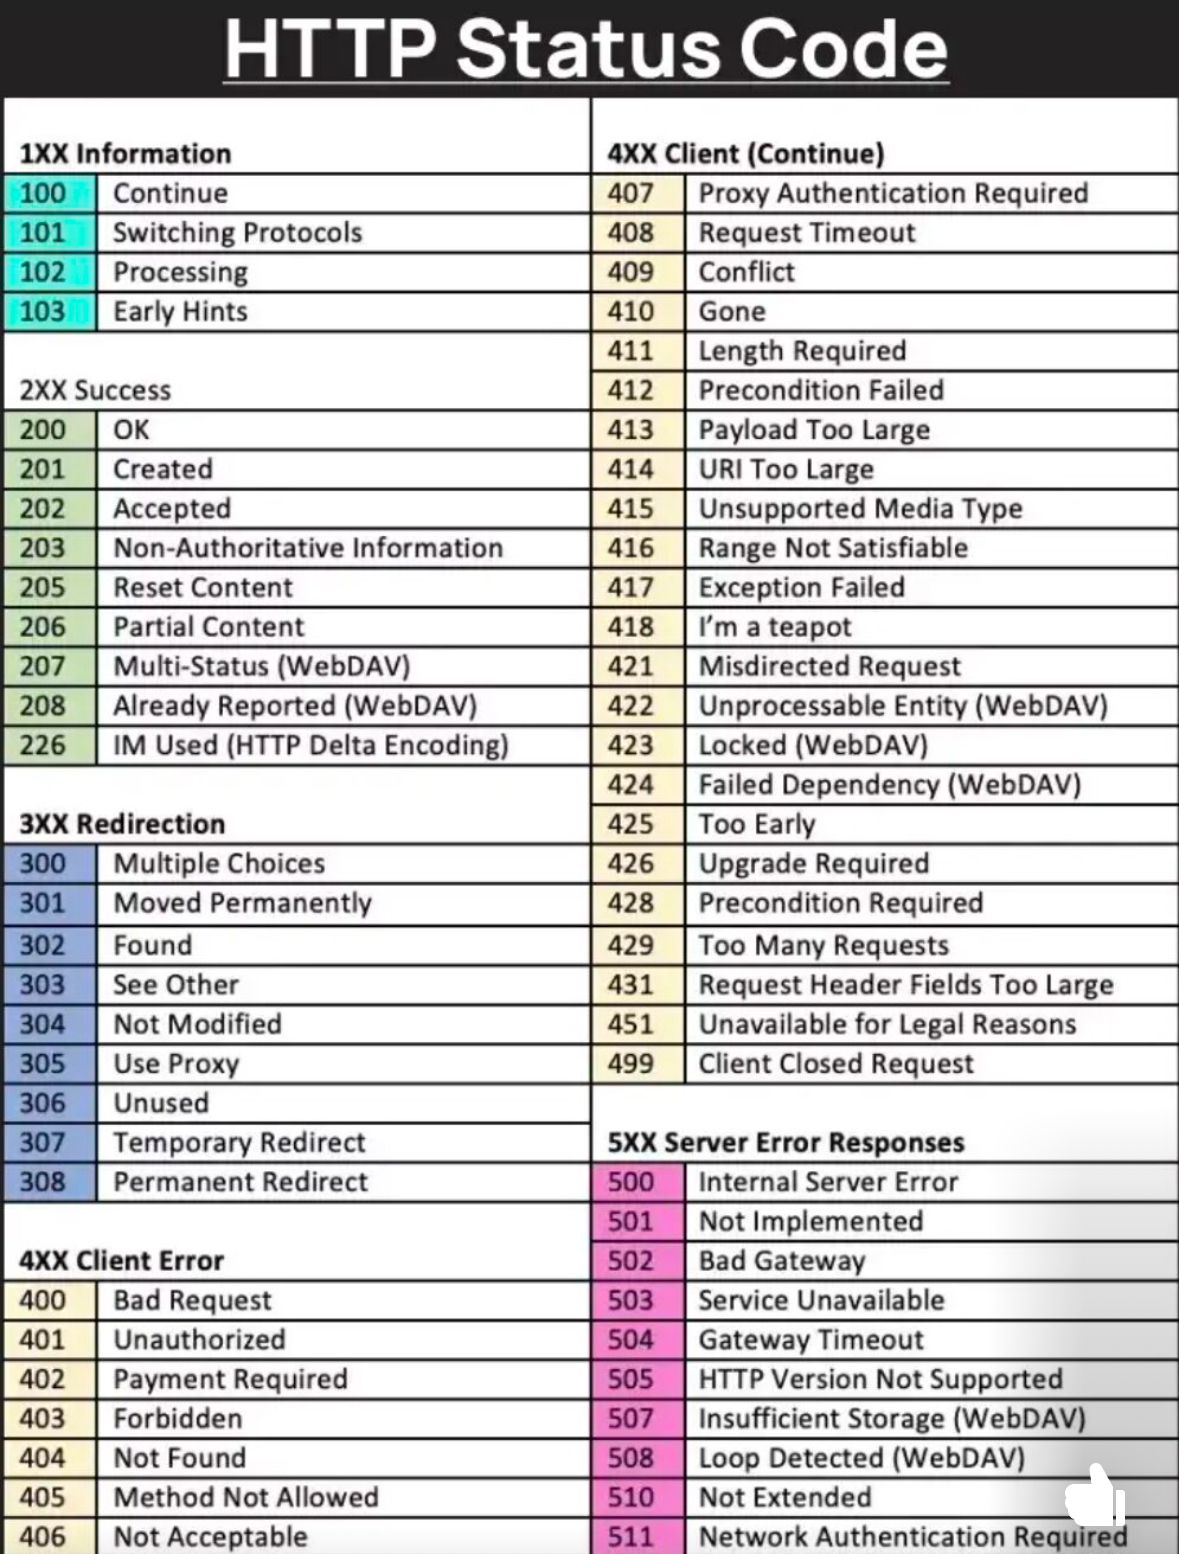 HTTP Status Code
1XX Information
100 Continue
101 Switching Protocols
102 Processing
103 Early Hints
2XX Success
200 OK
201 Created
202 Accepted
203 Non-Authoritative Information
205 Reset Content
206 Partial Content
207 Multi-Status (WebDAV)
208 Already Reported (WebDAV)
226 IM Used (HTTP Delta Encoding)
3XX Redirection
300 Multiple Choices
301 Moved Permanently
302 Found
303 See Other
304 Not Modified
305 Use Proxy
306 Unused
307 Temporary Redirect
308 Permanent Redirect
4XX Client Error
400 Bad Request
401 Unauthorized
402 Payment Required
403 Forbidden
404 Not Found
405 Method Not Allowed
406 Not Acceptable
4XX Client (Continue)
407 Proxy Authentication Required
408 Request Timeout
409 Conflict
410 Gone
411 Length Required
412 Precondition Failed
413 Payload Too Large
414 URI Too Large
415 Unsupported Media Type
416 Range Not Satisfiable
417 Exception Failed
418 I'm a teapot
421 Misdirected Request
422 Unprocessable Entity (WebDAV)
423 Locked (WebDAV)
424 Failed Dependency (WebDAV)
425 Too Early
426 Upgrade Required
428 Precondition Required
429 Too Many Requests
431 Request Header Fields Too Large
451 Unavailable for Legal Reasons
499 Client Closed Request
5XX Server Error Responses
500 Internal Server Error
501 Not Implemented
502 Bad Gateway
503 Service Unavailable
504 Gateway Timeout
505 HTTP Version Not Supported
507 Insufficient Storage (WebDAV)
508 Loop Detected (WebDAV)
510 Not Extended
511 Network Authentication Required